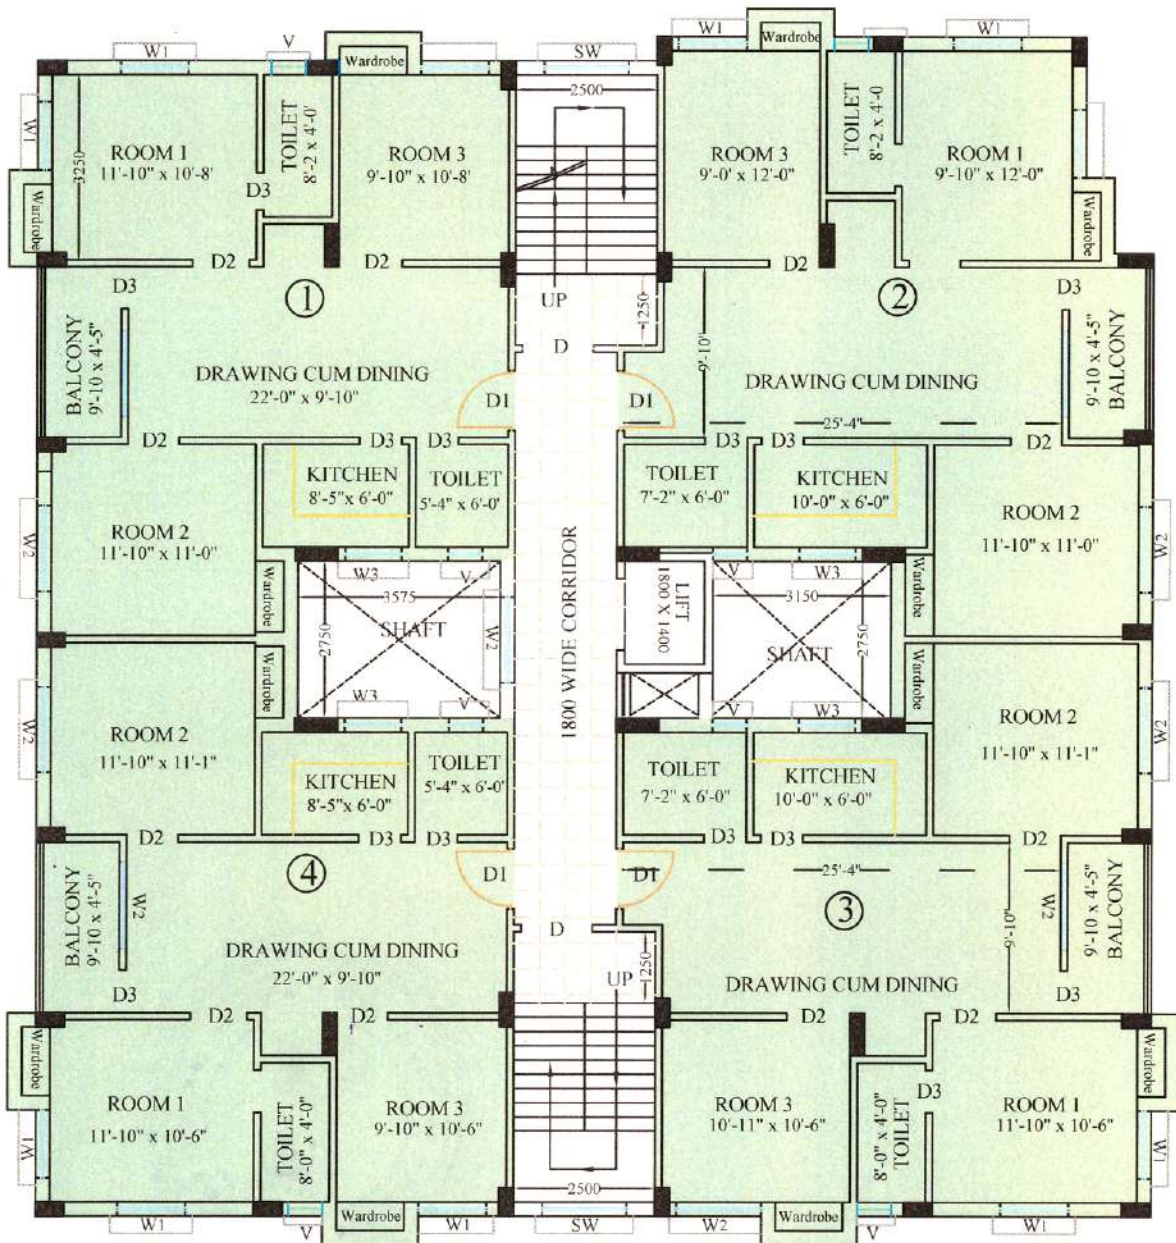 W1
V
Wardrobe
SW
W1
Wardrobe
W1
W1
3250
ROOM 1
11'-10" x 10'-8'
TOILET
8'-2 x 4'-0'
D3
ROOM 3
9'-10" x 10'-8'
2500
ROOM 3
9'-0' x 12'-0"
TOILET
8'-2 x 4'-0
ROOM 1
9'-10" x 12'-0"
Wardrobe
Wardrobe
D2
D2
D2
D3
1
UP
1250
2
D3
BALCONY
9'-10 x 4'-5"
D
9'-10"
DRAWING CUM DINING
22'-0" x 9'-10"
D1
D1
DRAWING CUM DINING
25'-4"
9'-10 x 4'-5"
BALCONY
D2
D3
D3
D3
D3
D2
KITCHEN
8'-5"x 6'-0"
TOILET
5'-4" x 6'-0'
TOILET
7'-2" x 6'-0"
KITCHEN
10'-0" x 6'-0"
ROOM 2
11'-10" x 11'-0"
W2
ROOM 2
11'-10" x 11'-0"
W2
Wardrobe
W3
V
3575
SHAFT
2750
W2
W3
V
1800 WIDE CORRIDOR
LIFT
1800 X 1400
V
W3
3150
SHAFT
2750
V
W3
Wardrobe
Wardrobe
Wardrobe
ROOM 2
11'-10" x 11'-1"
W2
ROOM 2
11'-10" x 11'-1"
W2
KITCHEN
8'-5"x 6'-0"
TOILET
5'-4" x 6'-0'
TOILET
7'-2" x 6'-0"
KITCHEN
10'-0" x 6'-0"
D2
D3
D3
D3
D3
D2
4
D1
D1
25'-4"
BALCONY
9'-10 x 4'-5"
W2
3
W2
9'-10 x 4'-5"
BALCONY
D
9'-10"
DRAWING CUM DINING
22'-0" x 9'-10"
UP
1250
DRAWING CUM DINING
D3
D3
D2
D2
D2
D2
Wardrobe
Wardrobe
ROOM 1
11'-10" x 10'-6"
TOILET
8'-0" x 4'-0"
ROOM 3
9'-10" x 10'-6"
ROOM 3
10'-11" x 10'-6"
8'-0" x 4'-0"
TOILET
D3
ROOM 1
11'-10" x 10'-6"
W1
W1
2500
W1
V
Wardrobe
W1
SW
W2
Wardrobe
V
W1